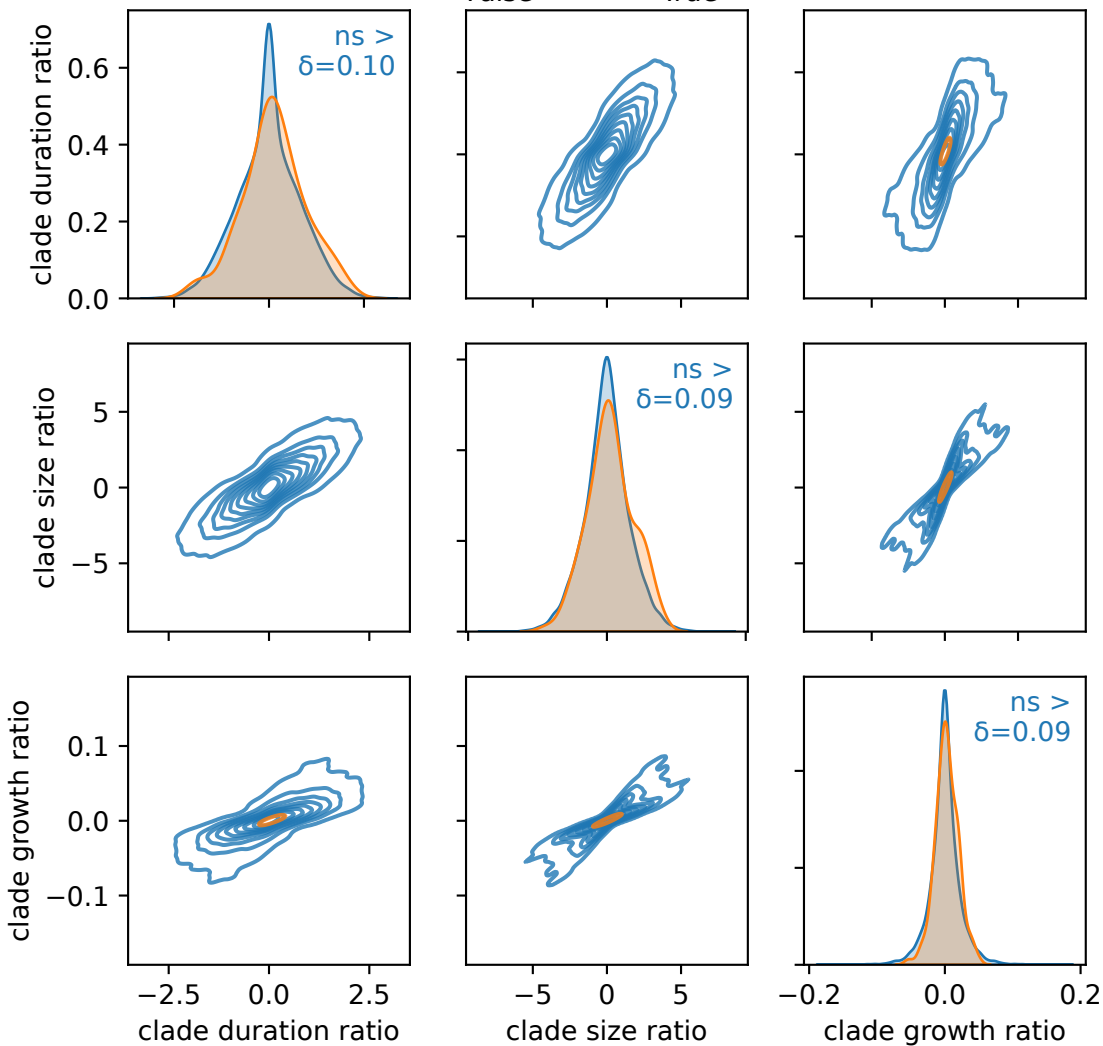 clade duration ratio
0.6
0.4
0.2
0.0
ns >
δ=0.10
clade size ratio
5
0
−5
ns >
δ=0.09
clade growth ratio
0.1
0.0
−0.1
ns >
δ=0.09
−2.5 0.0 2.5
−5 0 5
−0.2 0.0 0.2
clade duration ratio
clade size ratio
clade growth ratio